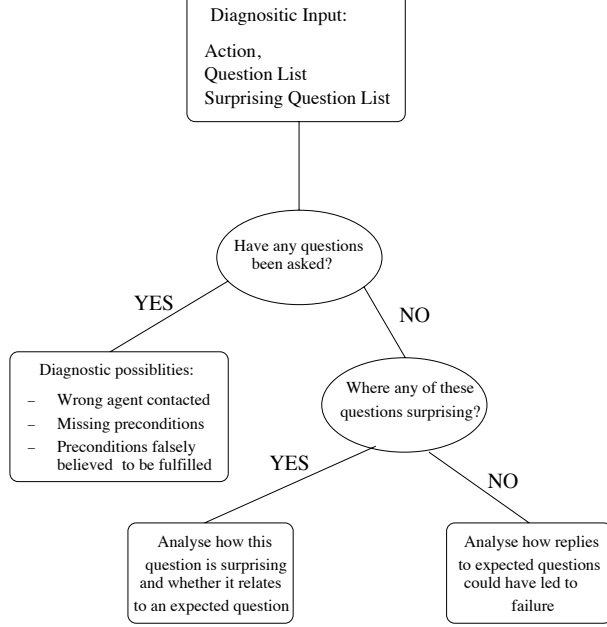 Diagnositic Input:
Action,
Question List
Surprising Question List
Have any questions
been asked?
YES
NO
Diagnostic possiblities:
– Wrong agent contacted
– Missing preconditions
– Preconditions falsely
believed to be fulfilled
Where any of these
questions surprising?
YES
NO
Analyse how this
question is surprising
and whether it relates
to an expected question
Analyse how replies
to expected questions
could have led to
failure